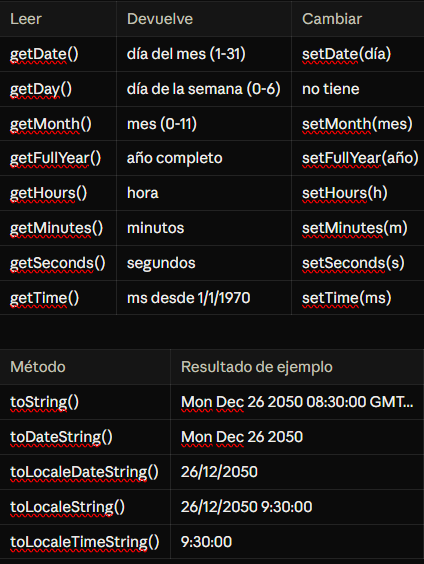 Leer Devuelve Cambiar
getDate() día del mes (1-31) setDate(día)
getDay() día de la semana (0-6) no tiene
getMonth() mes (0-11) setMonth(mes)
getFullYear() año completo setFullYear(año)
getHours() hora setHours(h)
getMinutes() minutos setMinutes(m)
getSeconds() segundos setSeconds(s)
getTime() ms desde 1/1/1970 setTime(ms)
Método Resultado de ejemplo
toString() Mon Dec 26 2050 08:30:00 GMT...
toDateString() Mon Dec 26 2050
toLocaleDateString() 26/12/2050
toLocaleString() 26/12/2050 9:30:00
toLocaleTimeString() 9:30:00